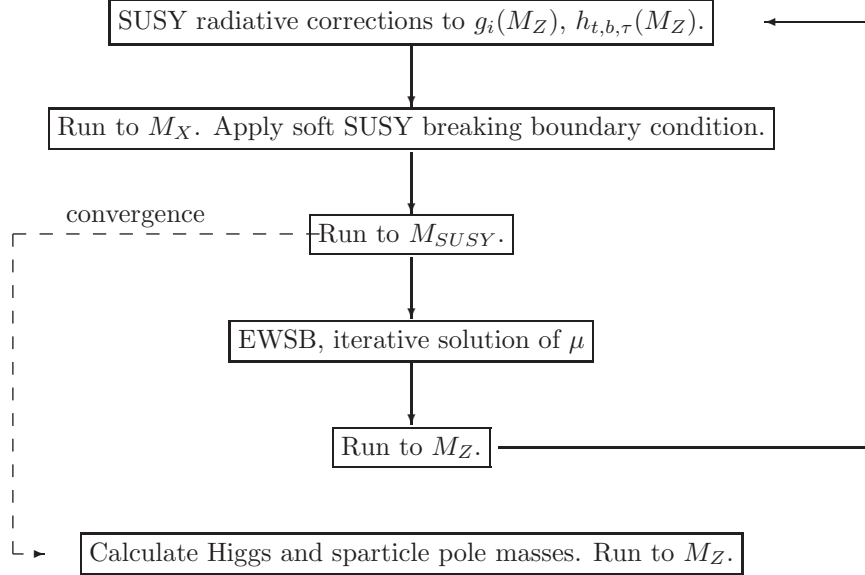 SUSY radiative corrections to $g_i(M_Z)$, $h_{t,b,\tau}(M_Z)$.
Run to $M_X$. Apply soft SUSY breaking boundary condition.
convergence
Run to $M_{SUSY}$.
EWSB, iterative solution of $\mu$
Run to $M_Z$.
Calculate Higgs and sparticle pole masses. Run to $M_Z$.